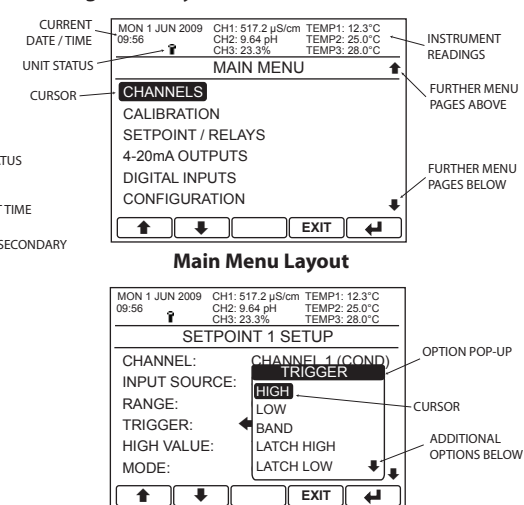 CURRENT
DATE / TIME
UNIT STATUS
CURSOR
MON 1 JUN 2009 CH1: 517.2 µS/cm TEMP1: 12.3°C
09:56 CH2: 9.64 pH TEMP2: 25.0°C
CH3: 23.3% TEMP3: 28.0°C
MAIN MENU
CHANNELS
CALIBRATION
SETPOINT / RELAYS
4-20mA OUTPUTS
DIGITAL INPUTS
CONFIGURATION
EXIT
INSTRUMENT
READINGS
FURTHER MENU
PAGES ABOVE
FURTHER MENU
PAGES BELOW
TIME
SECONDARY
Main Menu Layout
MON 1 JUN 2009 CH1: 517.2 µS/cm TEMP1: 12.3°C
09:56 CH2: 9.64 pH TEMP2: 25.0°C
CH3: 23.3% TEMP3: 28.0°C
SETPOINT 1 SETUP
CHANNEL: CHANNEL 1 (COND)
INPUT SOURCE:
RANGE:
TRIGGER:
HIGH VALUE:
MODE:
TRIGGER
HIGH
LOW
BAND
LATCH HIGH
LATCH LOW
EXIT
OPTION POP-UP
CURSOR
ADDITIONAL
OPTIONS BELOW